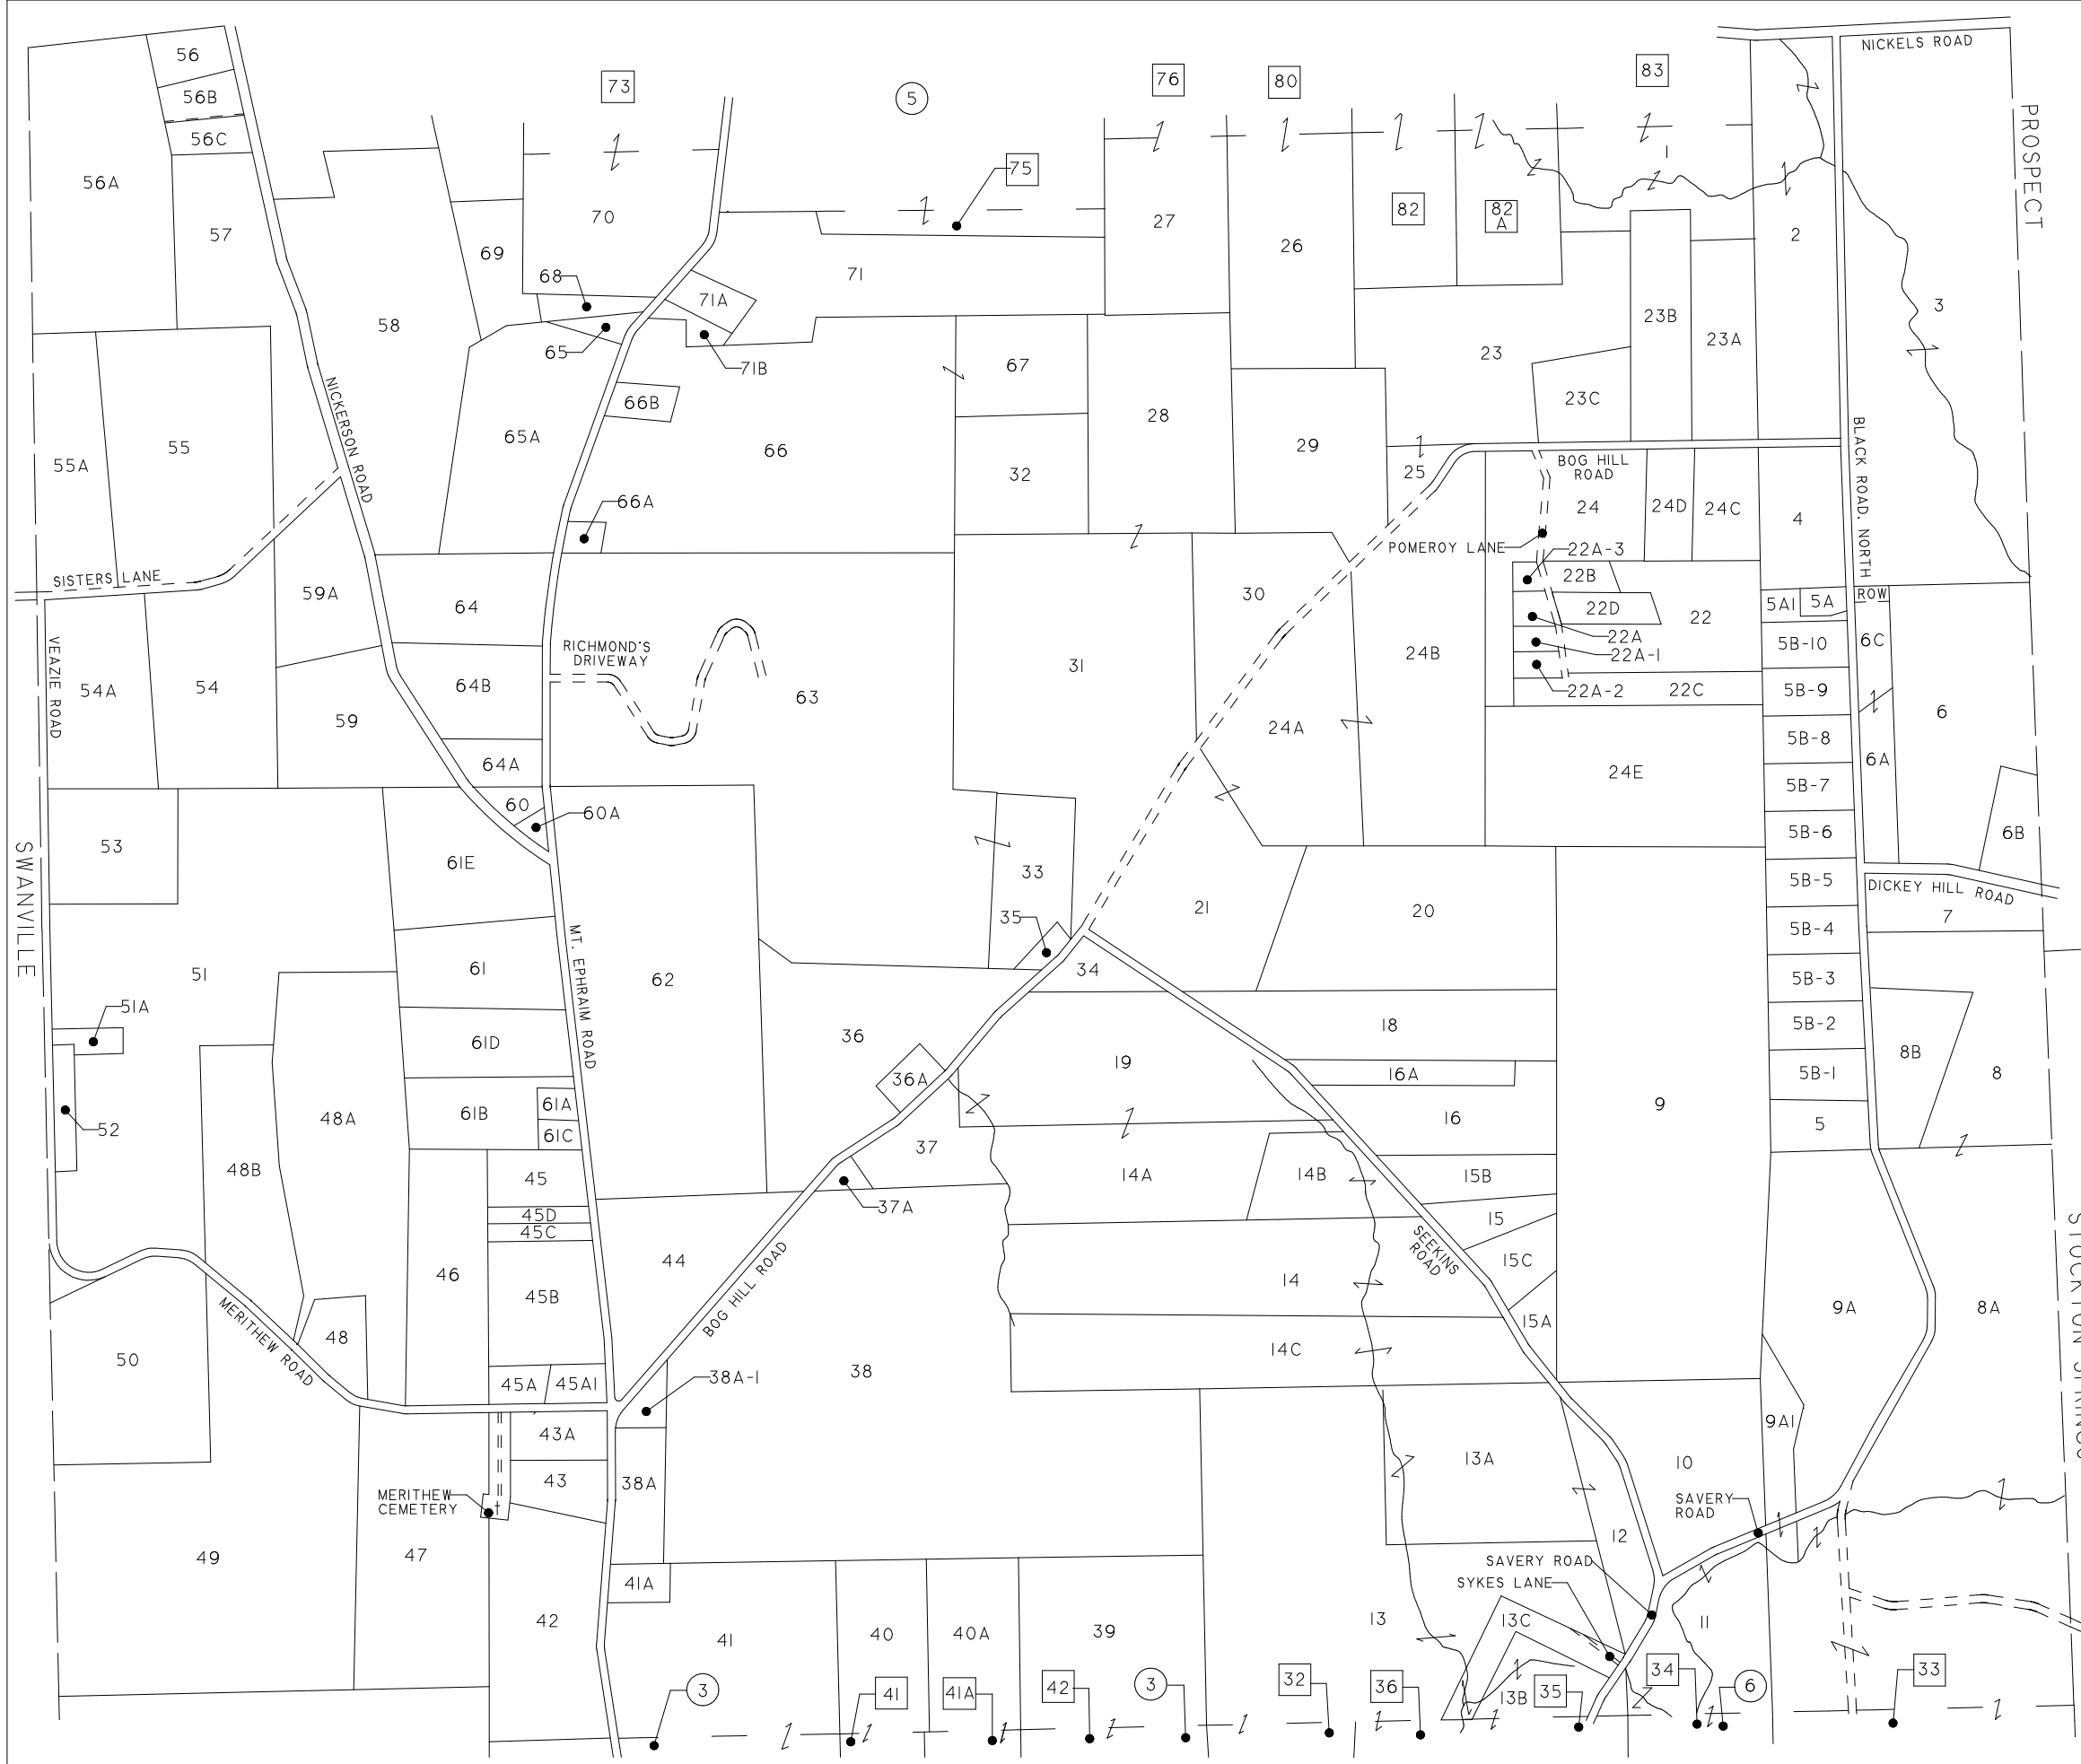 56
56B
56C
56A
57
73
5
76
80
83
NICKELS ROAD
PROSPECT
75
1
70
69
68
71
71A
65
71B
27
26
82
82
A
2
3
58
23B
23A
23
23C
67
28
66B
65A
66
32
29
25
BOG HILL
ROAD
24
24D
24C
4
BLACK ROAD, NORTH
NICKERSON ROAD
55A
55
66A
POMEROY LANE
22A-3
22B
22D
22
22A
22A-1
22A-2
22C
5A1
5A
ROW
6C
5B-10
5B-9
5B-8
5B-7
5B-6
5B-5
5B-4
5B-3
5B-2
5B-1
5
6
6A
6B
SISTERS LANE
59A
64
30
VEAZIE ROAD
54A
54
59
64B
RICHMOND'S
DRIVEWAY
63
31
24B
24A
24E
64A
60
60A
53
61E
33
35
21
20
DICKEY HILL ROAD
7
SWANVILLE
51
61
MT. EPHRAIM ROAD
62
34
51A
61D
36
18
19
36A
16A
16
9
8B
8
52
48A
61B
61A
61C
37
48B
45
45D
45C
37A
14A
14B
15B
15
15C
SEEKINS
ROAD
44
46
45B
BOG HILL ROAD
14
15A
9A
8A
STOCKTON SPRINGS
MERITHEW ROAD
48
50
45A
45A1
38A-1
38
14C
9A1
43A
43
38A
13A
10
MERITHEW
CEMETERY
SAVERY
ROAD
12
49
47
41A
SAVERY ROAD
SYKES LANE
42
41
40
40A
39
13
13C
11
3
41
41A
42
3
32
36
13B
35
34
6
33